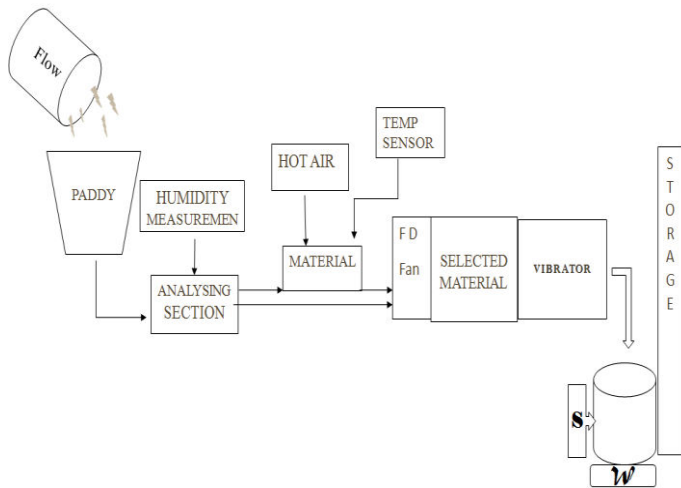 Flow
PADDY
HUMIDITY
MEASUREMEN
ANALYSING
SECTION
HOT AIR
TEMP
SENSOR
MATERIAL
F D
Fan
SELECTED
MATERIAL
VIBRATOR
S
T
O
R
A
G
E
S
W